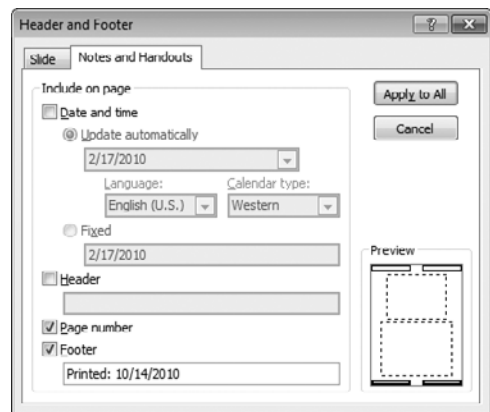 Header and Footer
Slide Notes and Handouts
Include on page
Date and time
Update automatically
2/17/2010
Language: Calendar type:
English (U.S.) Western
Fixed
2/17/2010
Header
Page number
Footer
Printed: 10/14/2010
Apply to All
Cancel
Preview